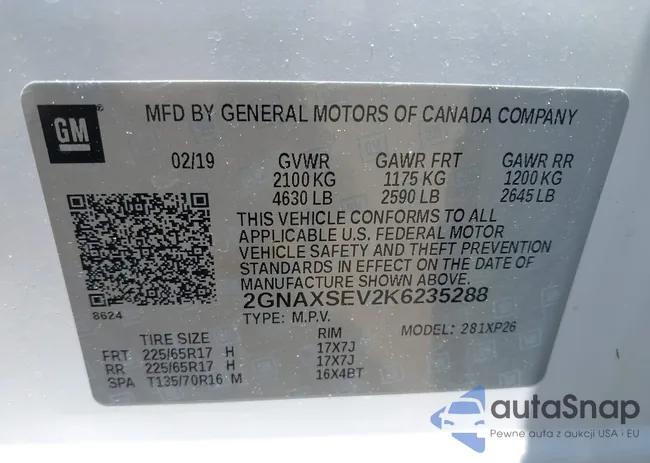 GM
MFD BY GENERAL MOTORS OF CANADA COMPANY
02/19 GVWR GAWR FRT GAWR RR
2100 KG 1175 KG 1200 KG
4630 LB 2590 LB 2645 LB
THIS VEHICLE CONFORMS TO ALL
APPLICABLE U.S. FEDERAL MOTOR
VEHICLE SAFETY AND THEFT PREVENTION
STANDARDS IN EFFECT ON THE DATE OF
MANUFACTURE SHOWN ABOVE.
2GNAXSEV2K6235288
8624
TYPE: M.P.V. MODEL: 281XP26
TIRE SIZE RIM
FRT 225/65R17 H 17X7J
RR 225/65R17 H 17X7J
SPA T135/70R16 M 16X4BT
autaSnap
Pewne auta z aukcji USA i EU